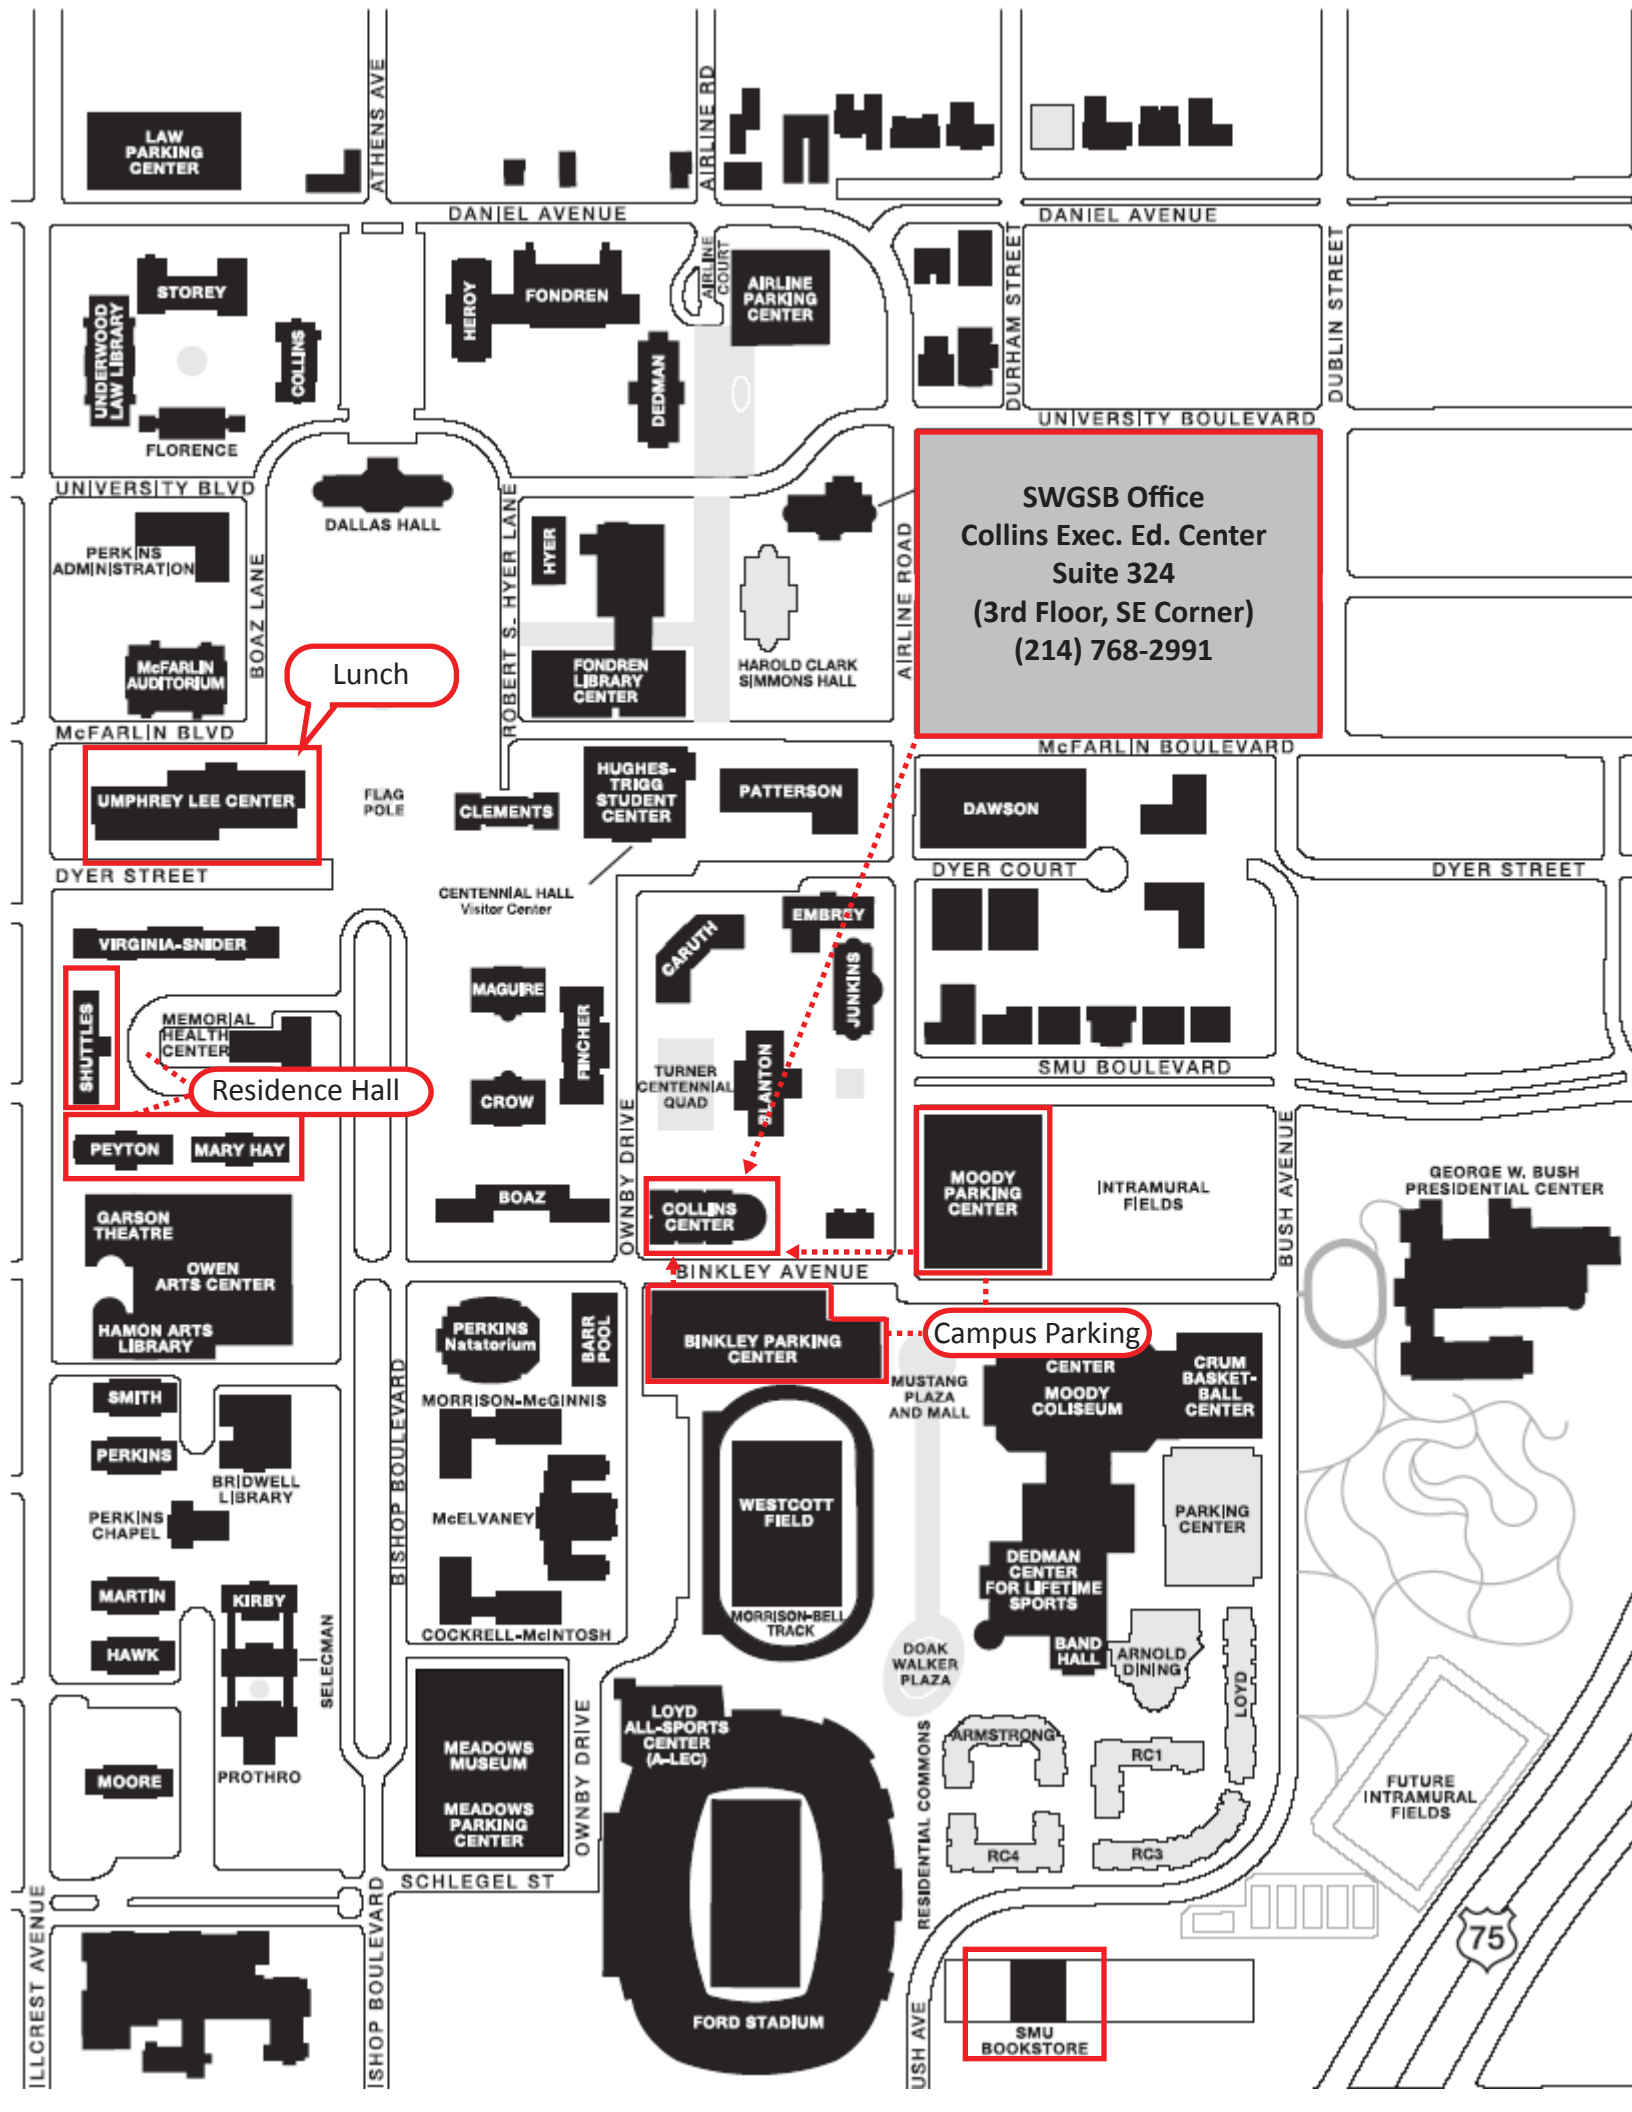 ATHENS AVE
AIRLINE RD
LAW
PARKING
CENTER
DANIEL AVENUE
DANIEL AVENUE
AIRLINE
COURT
DURHAM STREET
DUBLIN STREET
STOREY
UNDERWOOD
LAW LIBRARY
COLLINS
FLORENCE
HEROY
FONDREN
DEDMAN
AIRLINE
PARKING
CENTER
UNIVERSITY BOULEVARD
UNIVERSITY BLVD
DALLAS HALL
PERKINS
ADMINISTRATION
BOAZ LANE
ROBERT S. HYER LANE
HYER
AIRLINE ROAD
SWGSB Office
Collins Exec. Ed. Center
Suite 324
(3rd Floor, SE Corner)
(214) 768-2991
McFARLIN
AUDITORIUM
Lunch
FONDREN
LIBRARY
CENTER
HAROLD CLARK
SIMMONS HALL
McFARLIN BLVD
McFARLIN BOULEVARD
UMPHREY LEE CENTER
FLAG
POLE
CLEMENTS
HUGHES-
TRIGG
STUDENT
CENTER
PATTERSON
DAWSON
DYER STREET
DYER COURT
DYER STREET
CENTENNIAL HALL
Visitor Center
EMBREY
CARUTH
JUNKINS
VIRGINIA-SNIDER
SHUTTLES
MEMORIAL
HEALTH
CENTER
MAGUIRE
FINCHER
CROW
TURNER
CENTENNIAL
QUAD
BLANTON
SMU BOULEVARD
Residence Hall
OWNBY DRIVE
PEYTON
MARY HAY
BOAZ
COLLINS
CENTER
MOODY
PARKING
CENTER
INTRAMURAL
FIELDS
BUSH AVENUE
GEORGE W. BUSH
PRESIDENTIAL CENTER
GARSON
THEATRE
OWEN
ARTS CENTER
HAMON ARTS
LIBRARY
BINKLEY AVENUE
PERKINS
Natatorium
BARR
POOL
BINKLEY PARKING
CENTER
Campus Parking
CENTER
MOODY
COLISEUM
CRUM
BASKET-
BALL
CENTER
MUSTANG
PLAZA
AND MALL
BISHOP BOULEVARD
MORRISON-McGINNIS
SMITH
PERKINS
BRIDWELL
LIBRARY
PERKINS
CHAPEL
McELVANEY
WESTCOTT
FIELD
PARKING
CENTER
DEDMAN
CENTER
FOR LIFETIME
SPORTS
MARTIN
KIRBY
HAWK
SELECMAN
COCKRELL-McINTOSH
MORRISON-BELL
TRACK
DOAK
WALKER
PLAZA
BAND
HALL
ARNOLD
DINING
LOYD
LOYD
ALL-SPORTS
CENTER
(A-LEC)
MEADOWS
MUSEUM
MEADOWS
PARKING
CENTER
OWNBY DRIVE
MOORE
PROTHRO
RESIDENTIAL COMMONS
ARMSTRONG
RC1
RC4
RC3
FUTURE
INTRAMURAL
FIELDS
SCHLEGEL ST
75
ILLCREST AVENUE
ISHOP BOULEVARD
FORD STADIUM
USH AVE
SMU
BOOKSTORE